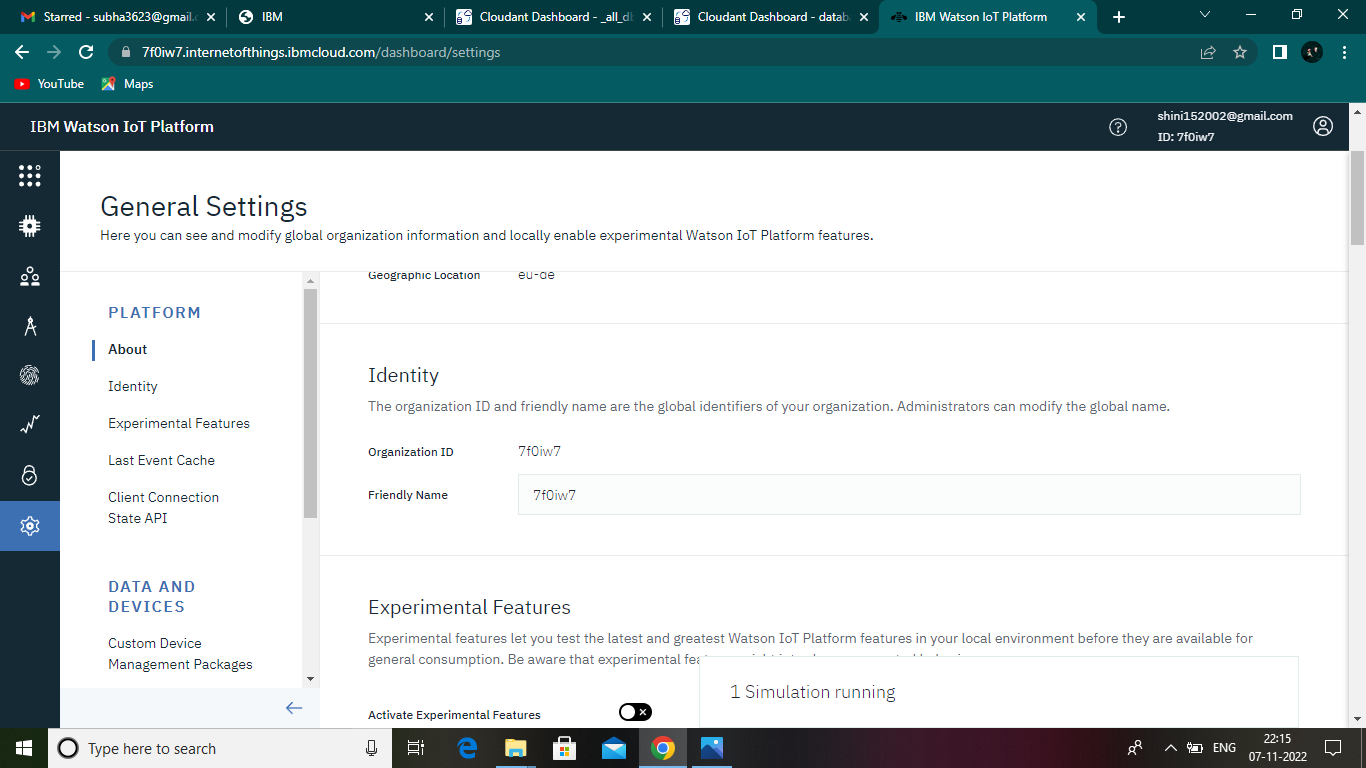 Starred - subha3623@gmail.c
IBM
Cloudant Dashboard - _all_db
Cloudant Dashboard - datab
IBM Watson IoT Platform
7f0iw7.internetofthings.ibmcloud.com/dashboard/settings
YouTube
Maps
IBM Watson IoT Platform
shini152002@gmail.com
ID: 7f0iw7
General Settings
Here you can see and modify global organization information and locally enable experimental Watson IoT Platform features.
PLATFORM
About
Identity
Experimental Features
Last Event Cache
Client Connection
State API
DATA AND
DEVICES
Custom Device
Management Packages
Geographic Location eu-de
Identity
The organization ID and friendly name are the global identifiers of your organization. Administrators can modify the global name.
Organization ID 7f0iw7
Friendly Name 7f0iw7
Experimental Features
Experimental features let you test the latest and greatest Watson IoT Platform features in your local environment before they are available for
general consumption. Be aware that experimental
Activate Experimental Features
1 Simulation running
Type here to search
ENG
22:15
07-11-2022